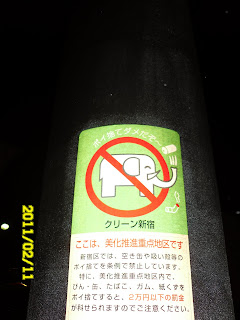 ポイ捨てダメだゾー
クリーン新宿
ここは、美化推進重点地区です
新宿区では、空き缶や吸い殻等の
ポイ捨てを条例で禁止しています。
特に、美化推進重点地区内で、
びん・缶、たばこ、ガム、紙くずを
ポイ捨てすると、2万円以下の罰金
が科せられますのでご注意ください。
2011/02/11